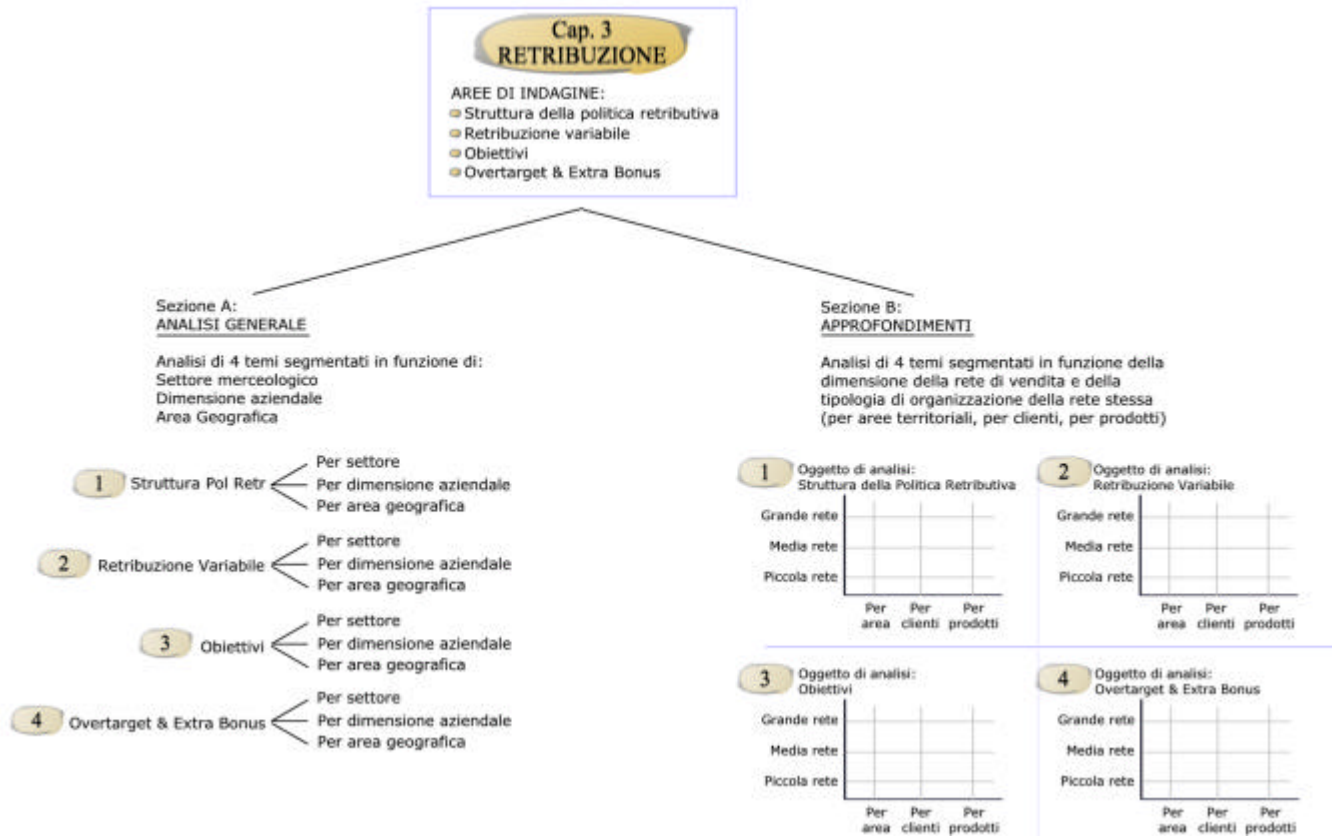 Cap. 3
RETRIBUZIONE
AREE DI INDAGINE:
Struttura della politica retributiva
Retribuzione variabile
Obiettivi
Overtarget & Extra Bonus
Sezione A:
ANALISI GENERALE
Analisi di 4 temi segmentati in funzione di:
Settore merceologico
Dimensione aziendale
Area Geografica
1 Struttura Pol Retr
Per settore
Per dimensione aziendale
Per area geografica
2 Retribuzione Variabile
Per settore
Per dimensione aziendale
Per area geografica
3 Obiettivi
Per settore
Per dimensione aziendale
Per area geografica
4 Overtarget & Extra Bonus
Per settore
Per dimensione aziendale
Per area geografica
Sezione B:
APPROFONDIMENTI
Analisi di 4 temi segmentati in funzione della
dimensione della rete di vendita e della
tipologia di organizzazione della rete stessa
(per aree territoriali, per clienti, per prodotti)
1 Oggetto di analisi:
Struttura della Politica Retributiva
Grande rete
Media rete
Piccola rete
Per Per Per
area clienti prodotti
2 Oggetto di analisi:
Retribuzione Variabile
Grande rete
Media rete
Piccola rete
Per Per Per
area clienti prodotti
3 Oggetto di analisi:
Obiettivi
Grande rete
Media rete
Piccola rete
Per Per Per
area clienti prodotti
4 Oggetto di analisi:
Overtarget & Extra Bonus
Grande rete
Media rete
Piccola rete
Per Per Per
area clienti prodotti